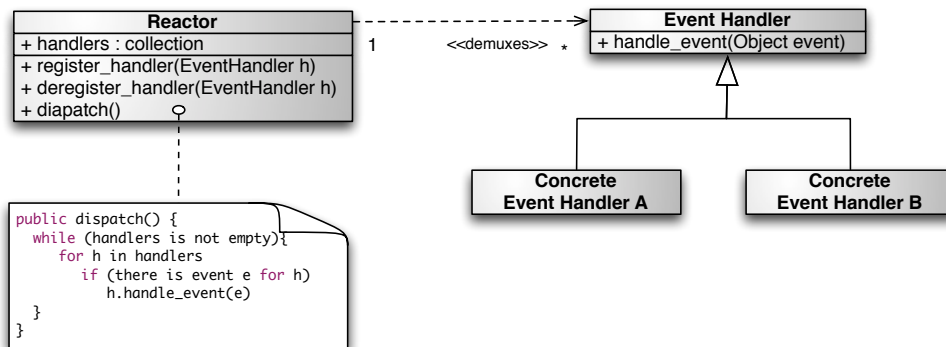 Reactor
+ handlers : collection
+ register_handler(EventHandler h)
+ deregister_handler(EventHandler h)
+ diapatch()
1
<<demuxes>>
*
Event Handler
+ handle_event(Object event)
Concrete
Event Handler A
Concrete
Event Handler B
public dispatch() {
while (handlers is not empty){
for h in handlers
if (there is event e for h)
h.handle_event(e)
}
}